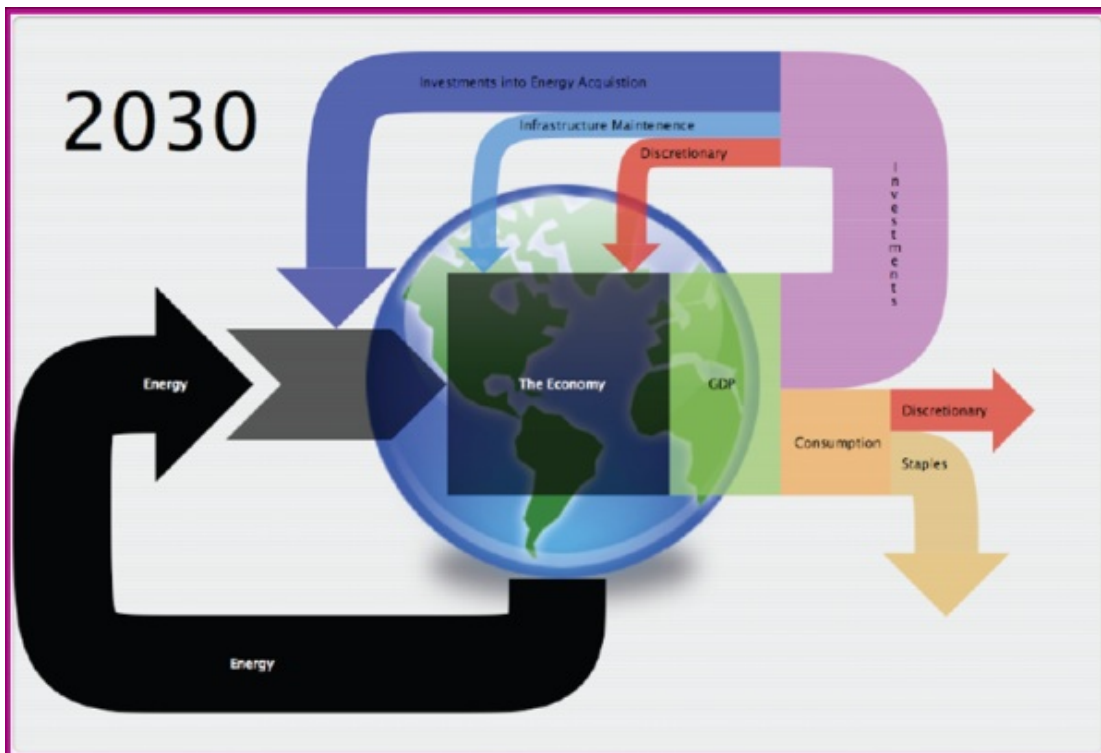 2030
Investments into Energy Acquistion
Infrastructure Maintenence
Discretionary
Investments
Energy
The Economy
GDP
Discretionary
Consumption
Staples
Energy